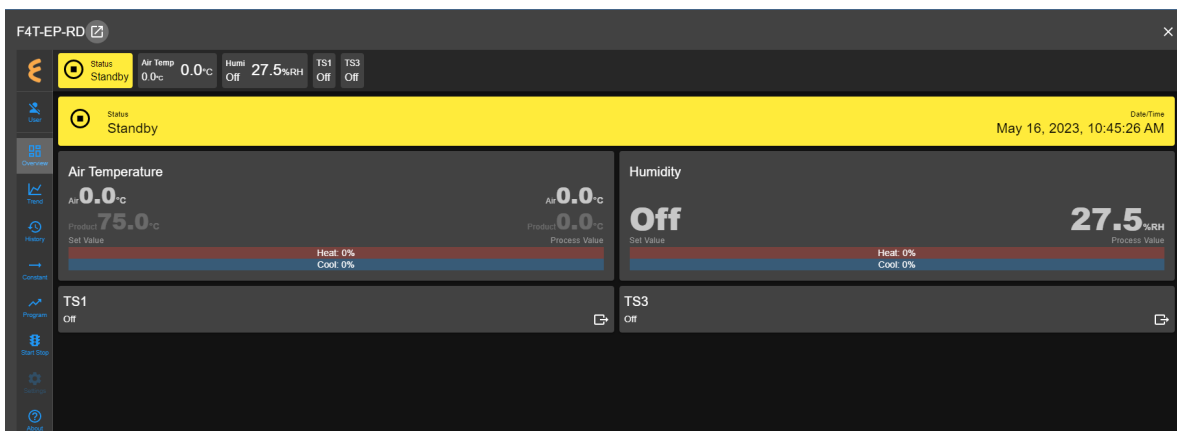 F4T-EP-RD
Status
Standby
Air Temp
0.0°C 0.0°C
Humi
Off 27.5%RH
TS1
Off
TS3
Off
User
Overview
Trend
History
Constant
Program
Start Stop
Settings
About
Status
Standby
Date/Time
May 16, 2023, 10:45:26 AM
Air Temperature
Air 0.0°C Air 0.0°C
Product 75.0°C Product 0.0°C
Set Value Process Value
Heat: 0%
Cool: 0%
Humidity
Off 27.5%RH
Set Value Process Value
Heat: 0%
Cool: 0%
TS1
Off
TS3
Off